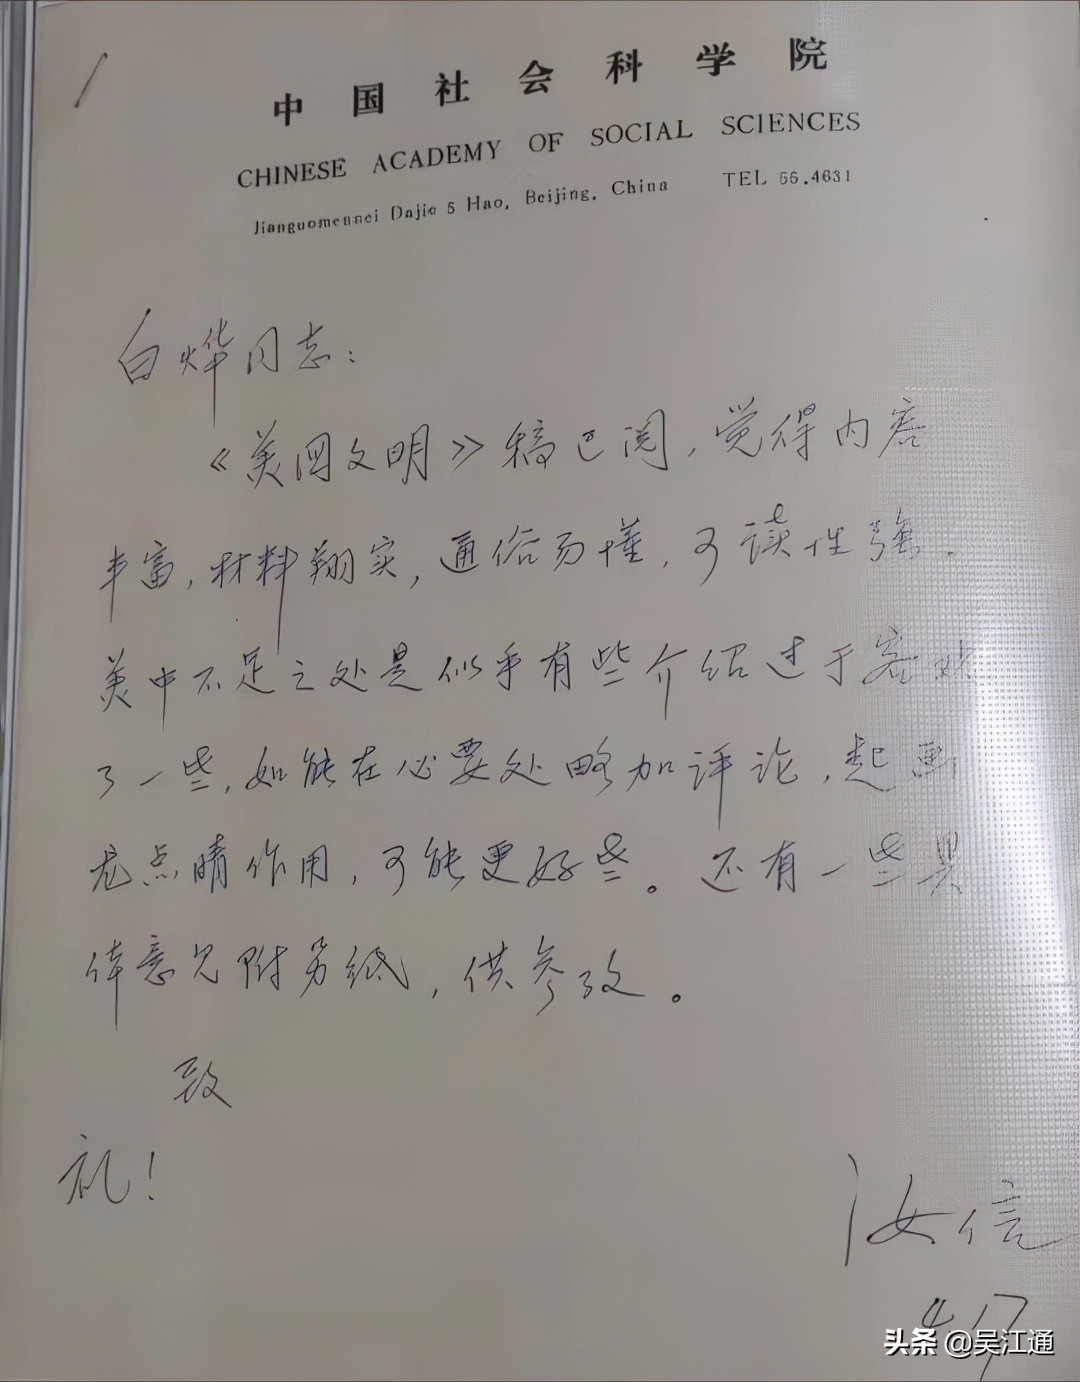 中国社会科学院
CHINESE ACADEMY OF SOCIAL SCIENCES
Jianguomennei Dajie 5 Hao, Beijing, China TEL 55.4631
白烨同志：
《美国文明》稿已阅，觉得内容
丰富，材料翔实，通俗易懂，可读性强．
美中不足之处是似乎有些介绍过于客观
了一些，如能在必要处略加评论，起画
龙点睛作用，可能更好些。还有一些具
体意见附另纸，供参攷。
致
礼！
汝信
4.17
头条 @吴江通